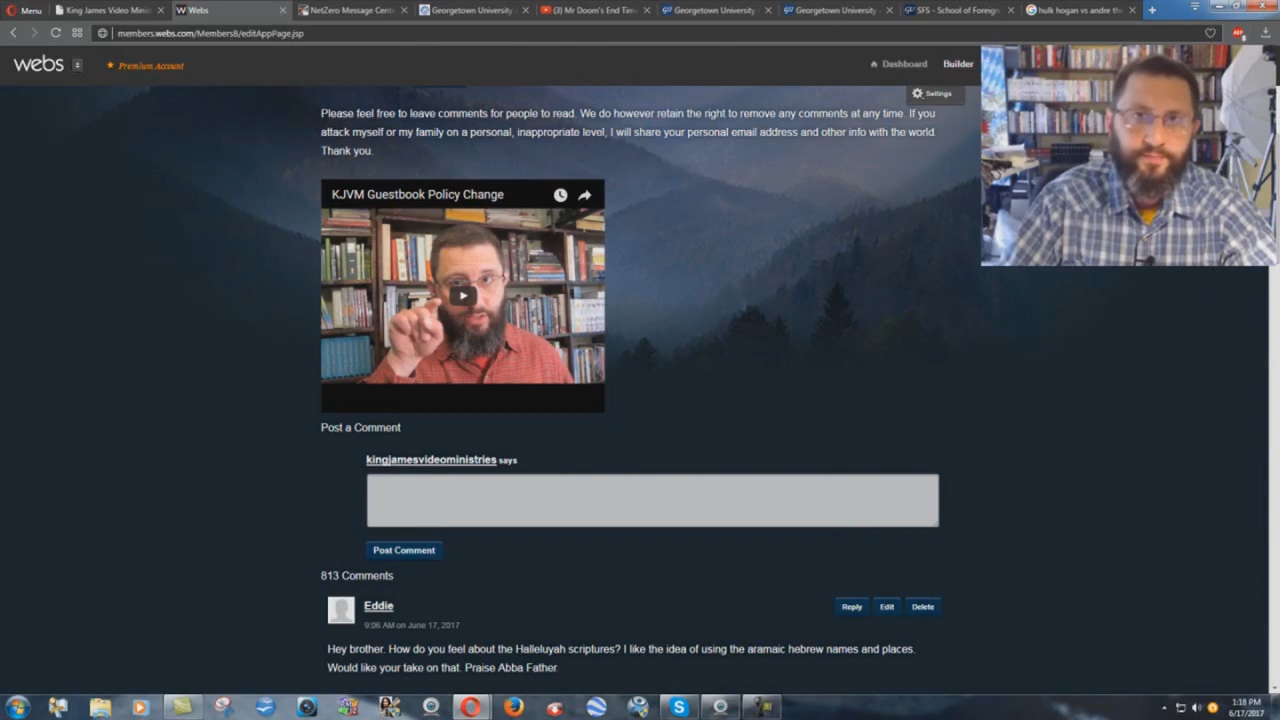 Menu
King James Video Minist
Webs
NetZero Message Cent
Georgetown University
(3) Mr Doom's End Time
Georgetown University
Georgetown University
SFS - School of Foreign
hulk hogan vs andre the
members.webs.com/Members8/editAppPage.jsp
webs
Premium Account
Dashboard
Builder
Settings
Please feel free to leave comments for people to read. We do however retain the right to remove any comments at any time. If you
attack myself or my family on a personal, inappropriate level, I will share your personal email address and other info with the world.
Thank you.
KJVM Guestbook Policy Change
Post a Comment
kingjamesvideoministries says
Post Comment
813 Comments
Eddie
Reply Edit Delete
9:06 AM on June 17, 2017
Hey brother. How do you feel about the Halleluyah scriptures? I like the idea of using the aramaic hebrew names and places.
Would like your take on that. Praise Abba Father.
1:18 PM
6/17/2017